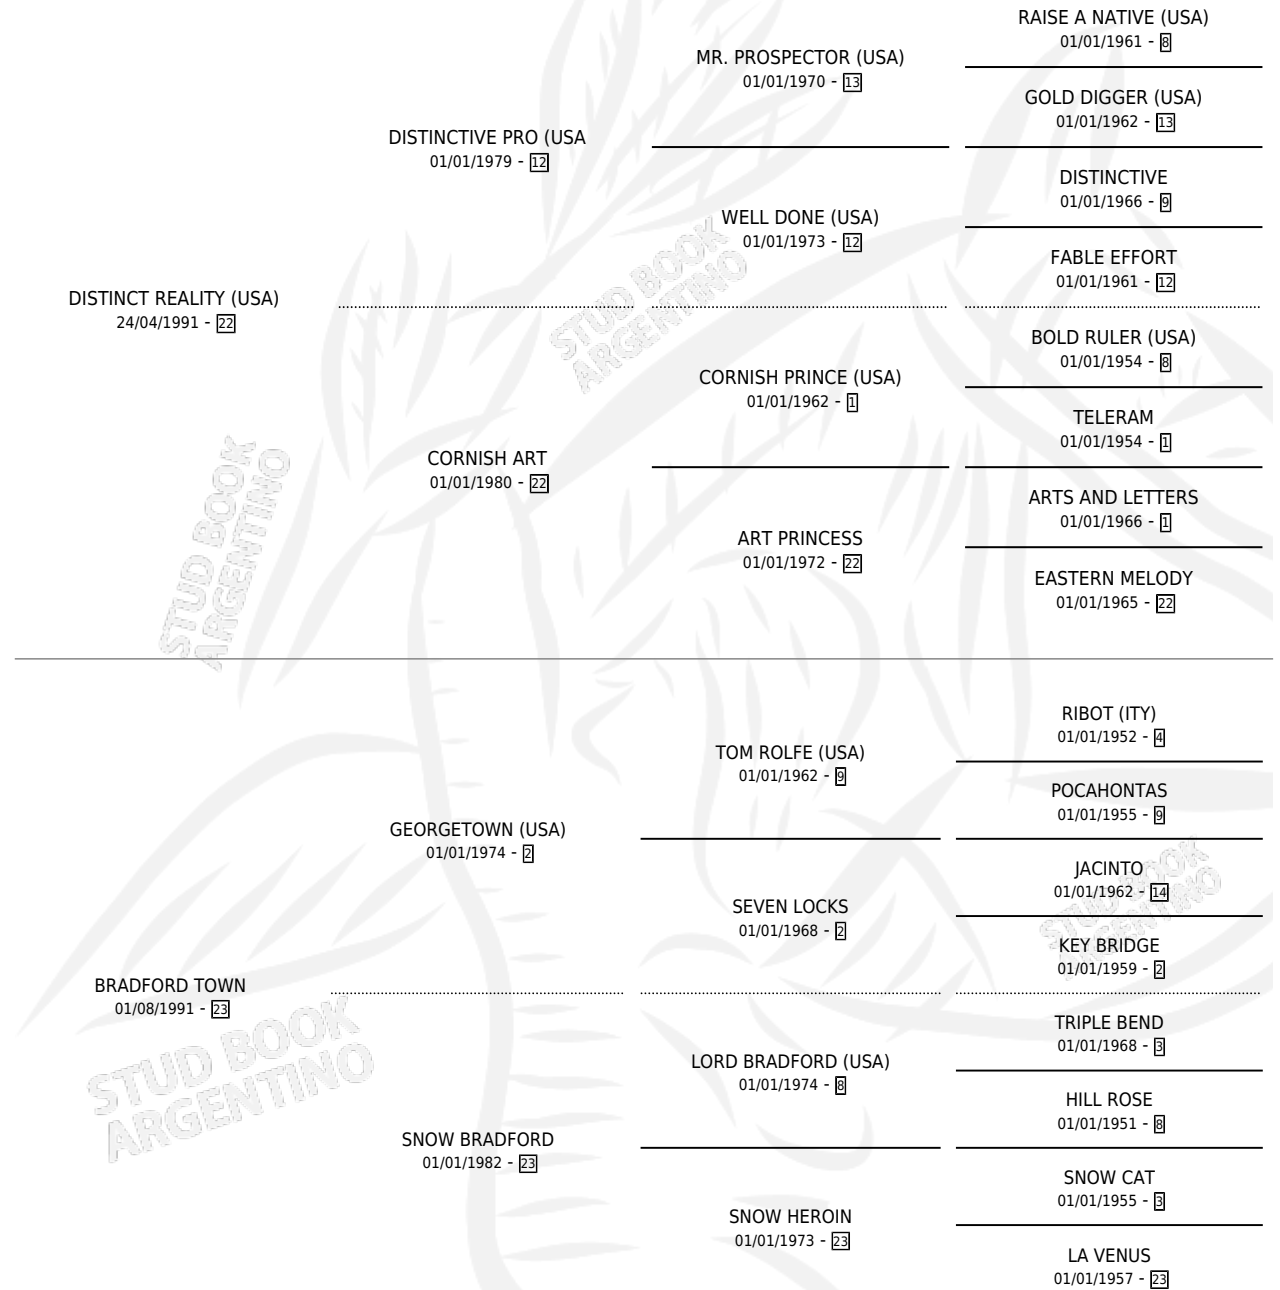 RAISE A NATIVE (USA)
01/01/1961 - 8
MR. PROSPECTOR (USA)
01/01/1970 - 13
GOLD DIGGER (USA)
01/01/1962 - 13
DISTINCTIVE PRO (USA
01/01/1979 - 12
DISTINCTIVE
01/01/1966 - 9
WELL DONE (USA)
01/01/1973 - 12
FABLE EFFORT
01/01/1961 - 12
DISTINCT REALITY (USA)
24/04/1991 - 22
STUD BOOK
ARGENTINO
BOLD RULER (USA)
01/01/1954 - 8
CORNISH PRINCE (USA)
01/01/1962 - 1
TELERAM
01/01/1954 - 1
CORNISH ART
01/01/1980 - 22
ARTS AND LETTERS
01/01/1966 - 1
ART PRINCESS
01/01/1972 - 22
EASTERN MELODY
01/01/1965 - 22
STUD BOOK
ARGENTINO
RIBOT (ITY)
01/01/1952 - 4
TOM ROLFE (USA)
01/01/1962 - 9
POCAHONTAS
01/01/1955 - 9
GEORGETOWN (USA)
01/01/1974 - 2
JACINTO
01/01/1962 - 14
SEVEN LOCKS
01/01/1968 - 2
STUD BOOK
ARGENTINO
KEY BRIDGE
01/01/1959 - 2
BRADFORD TOWN
01/08/1991 - 23
STUD BOOK
ARGENTINO
TRIPLE BEND
01/01/1968 - 3
LORD BRADFORD (USA)
01/01/1974 - 8
HILL ROSE
01/01/1951 - 8
SNOW BRADFORD
01/01/1982 - 23
SNOW CAT
01/01/1955 - 3
SNOW HEROIN
01/01/1973 - 23
LA VENUS
01/01/1957 - 23